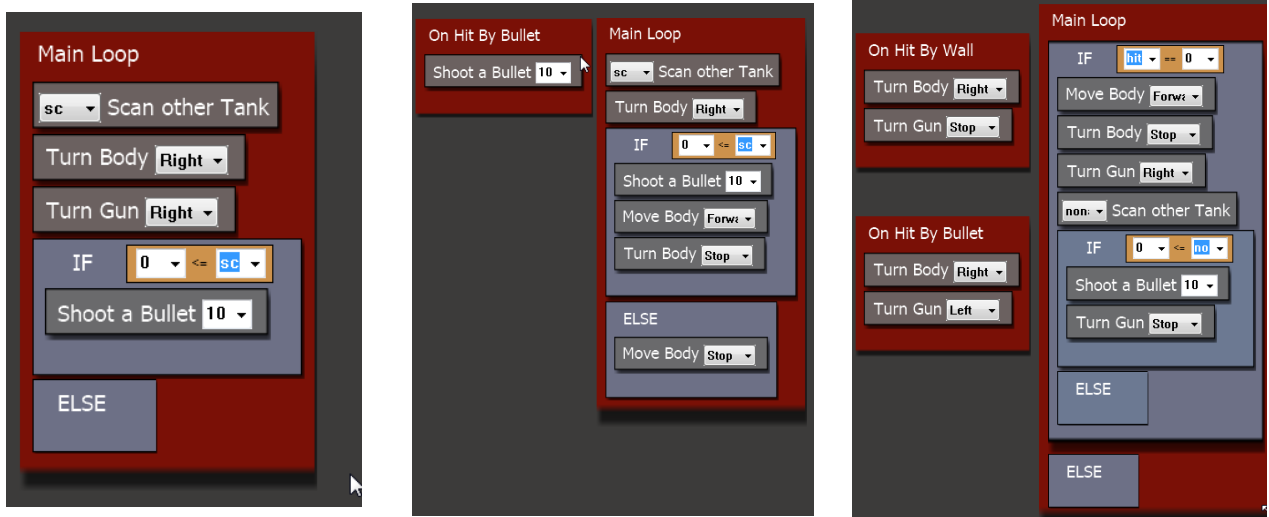 Main Loop
sc Scan other Tank
Turn Body Right
Turn Gun Right
IF 0 <= sc
Shoot a Bullet 10
ELSE
On Hit By Bullet
Shoot a Bullet 10
Main Loop
sc Scan other Tank
Turn Body Right
IF 0 <= sc
Shoot a Bullet 10
Move Body Forwa
Turn Body Stop
ELSE
Move Body Stop
On Hit By Wall
Turn Body Right
Turn Gun Stop
On Hit By Bullet
Turn Body Right
Turn Gun Left
Main Loop
IF hit == 0
Move Body Forwa
Turn Body Stop
Turn Gun Right
non: Scan other Tank
IF 0 <= no
Shoot a Bullet 10
Turn Gun Stop
ELSE
ELSE